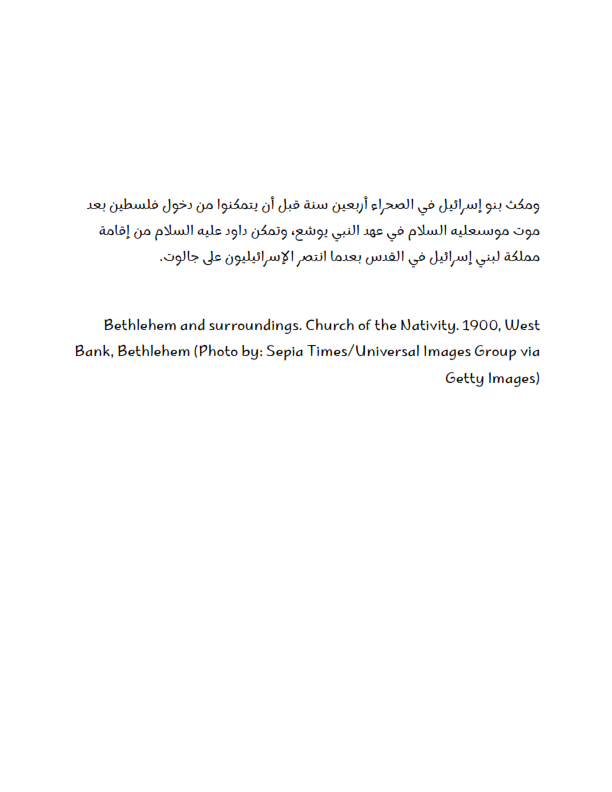 ومكث بنو إسرائيل في الصحراء أربعين سنة قبل أن يتمكنوا من دخول فلسطين بعد
موت موسىعليه السلام في عهد النبي يوشع، وتمكن داود عليه السلام من إقامة
مملكة لبني إسرائيل في القدس بعدما انتصر الإسرائيليون على جالوت.
Bethlehem and surroundings. Church of the Nativity. 1900, West
Bank, Bethlehem (Photo by: Sepia Times/Universal Images Group via
Getty Images)